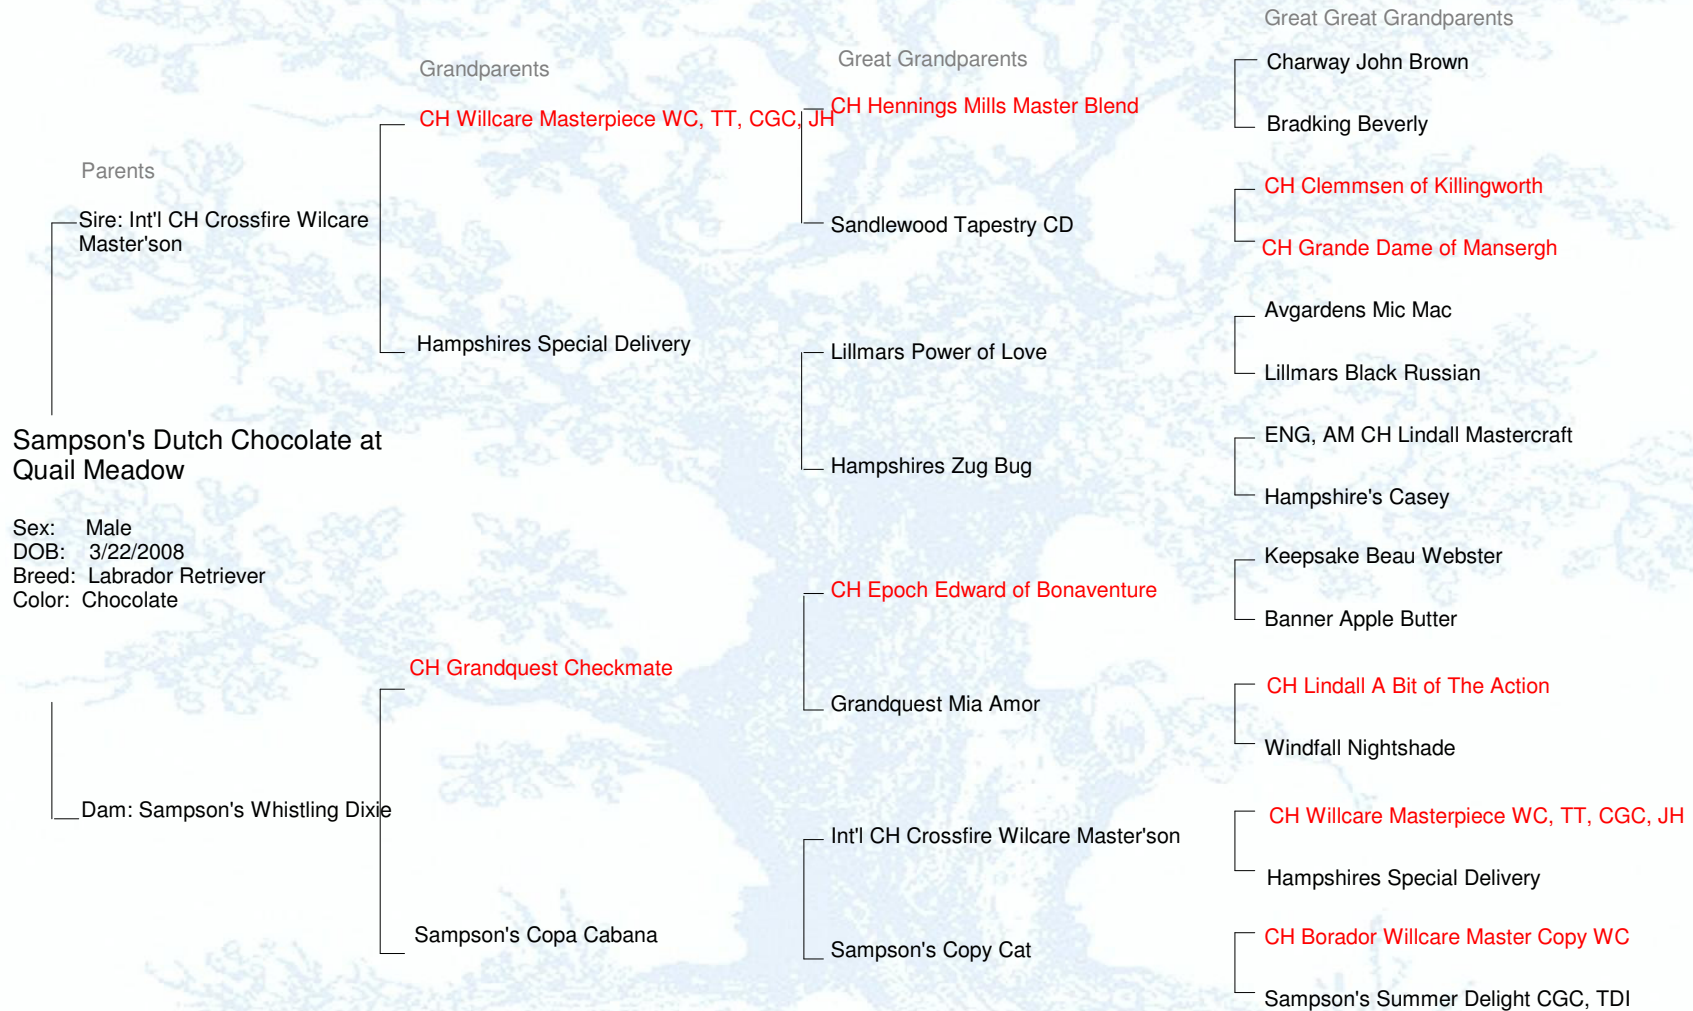 Parents
Sire: Int'l CH Crossfire Wilcare
Master'son
Sampson's Dutch Chocolate at
Quail Meadow
Sex: Male
DOB: 3/22/2008
Breed: Labrador Retriever
Color: Chocolate
Dam: Sampson's Whistling Dixie
Grandparents
CH Willcare Masterpiece WC, TT, CGC, JH
Hampshires Special Delivery
CH Grandquest Checkmate
Sampson's Copa Cabana
Great Grandparents
CH Hennings Mills Master Blend
Sandlewood Tapestry CD
Lillmars Power of Love
Hampshires Zug Bug
CH Epoch Edward of Bonaventure
Grandquest Mia Amor
Int'l CH Crossfire Wilcare Master'son
Sampson's Copy Cat
Great Great Grandparents
Charway John Brown
Bradking Beverly
CH Clemmsen of Killingworth
CH Grande Dame of Mansergh
Avgardens Mic Mac
Lillmars Black Russian
ENG, AM CH Lindall Mastercraft
Hampshire's Casey
Keepsake Beau Webster
Banner Apple Butter
CH Lindall A Bit of The Action
Windfall Nightshade
CH Willcare Masterpiece WC, TT, CGC, JH
Hampshires Special Delivery
CH Borador Willcare Master Copy WC
Sampson's Summer Delight CGC, TDI